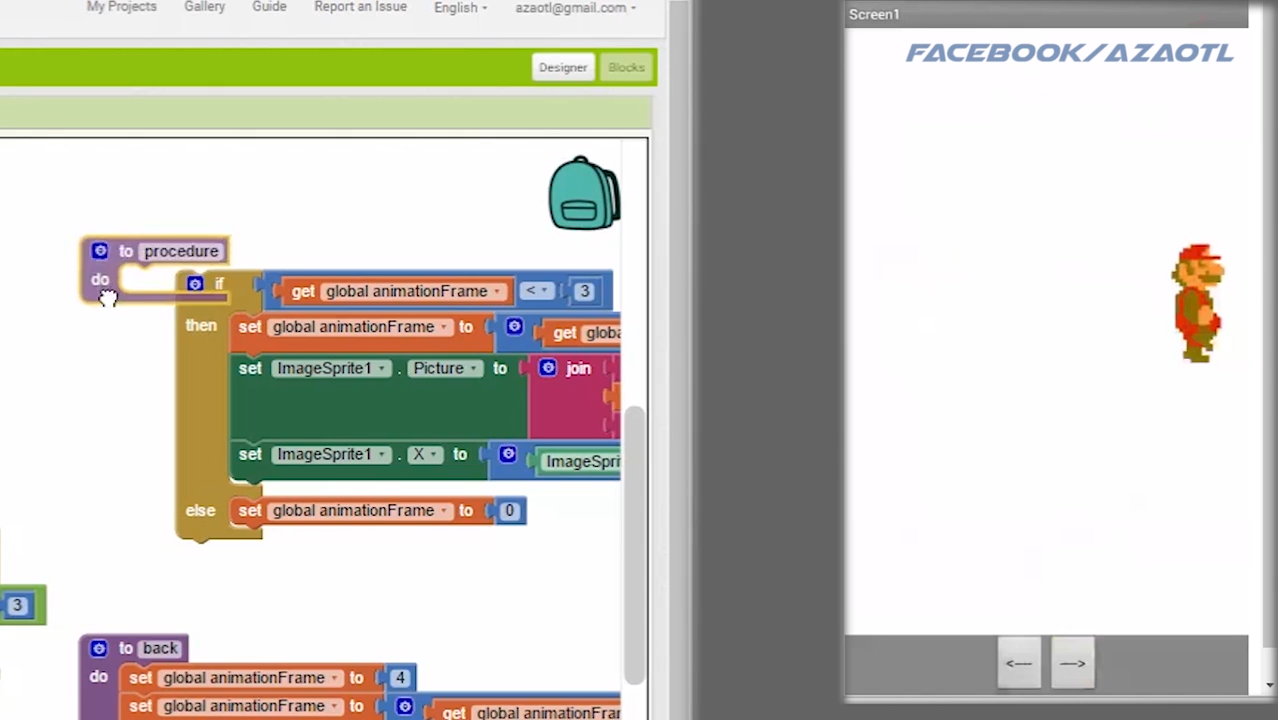 My Projects Gallery Guide Report an Issue English azaotl@gmail.com
Designer Blocks
to procedure
do
if get global animationFrame < 3
then set global animationFrame to get globa
set ImageSprite1 . Picture to join
set ImageSprite1 . X to ImageSpri
else set global animationFrame to 0
3
to back
do set global animationFrame to 4
set global animationFrame to get global animationFrar
Screen1
FACEBOOK/AZAOTL
<--- --->